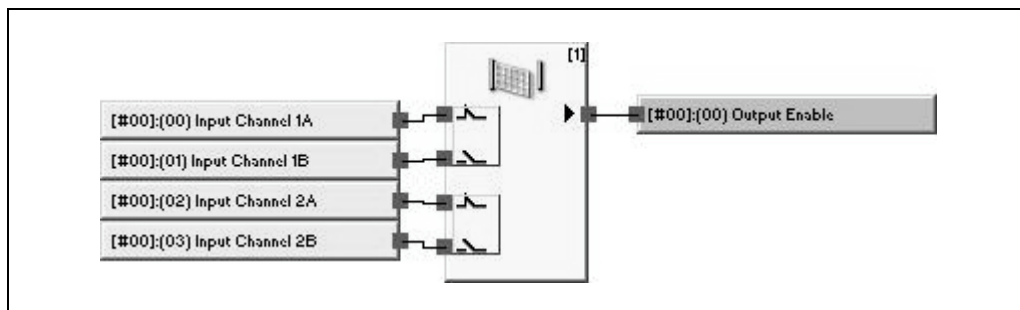 [1]
[#00]:(00) Input Channel 1A
[#00]:(01) Input Channel 1B
[#00]:(02) Input Channel 2A
[#00]:(03) Input Channel 2B
[#00]:(00) Output Enable